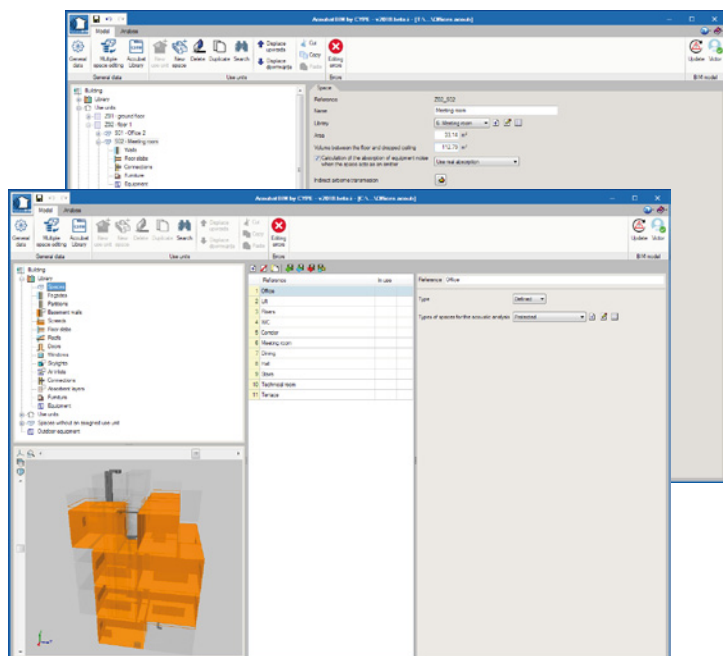 Acoubat BIM by CYPE - v2018.beta.c - [C:\...\Offices.acoub]
Model Analysis
General data
Multiple space editing
Acoubat Library
New use unit
New space
Delete
Duplicate
Search
Displace upwards
Displace downwards
Cut
Copy
Paste
Editing errors
Update
Victor
General data
Use units
Errors
BIM model
Building
Library
Use units
Z01 - ground floor
Z02 - floor 1
S01 - Office 2
S02 - Meeting room
Walls
Floor slabs
Connections
Furniture
Equipment
Space
Reference Z02_S02
Name Meeting room
Library 6. Meeting room
Area 33.14 m²
Volume between the floor and dropped ceiling 112.73 m³
Calculation of the absorption of equipment noise when the space acts as an emitter Use real absorption
Indirect airborne transmission
Acoubat BIM by CYPE - v2018.beta.c - [C:\...\Offices.acoub]
Model Analysis
General data
Multiple space editing
Acoubat Library
New use unit
New space
Delete
Duplicate
Search
Displace upwards
Displace downwards
Cut
Copy
Paste
Editing errors
Update
Victor
General data
Use units
Errors
BIM model
Building
Library
Spaces
Façades
Partitions
Basement walls
Screeds
Floor slabs
Roofs
Doors
Windows
Skylights
Air inlets
Connections
Absorbent layers
Furniture
Equipment
Use units
Spaces without an assigned use unit
Outdoor equipment
Reference In use
1 Office
2 Lift
3 Risers
4 WC
5 Corridor
6 Meeting room
7 Dining
8 Hall
9 Stairs
10 Technical room
11 Terrace
Reference Office
Type Defined
Types of spaces for the acoustic analysis Protected